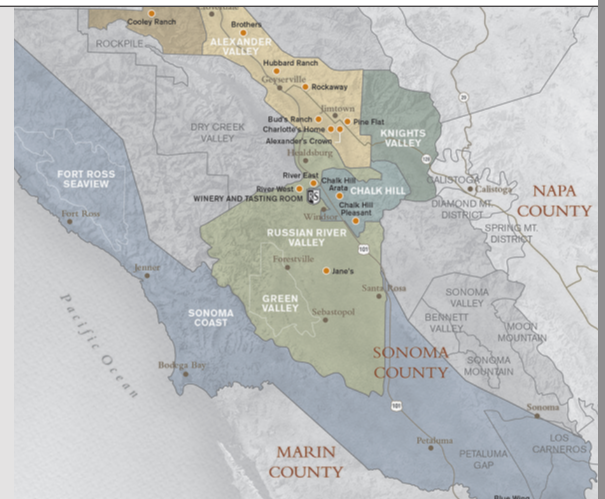 Cooley Ranch
Brothers
ROCKPILE
ALEXANDER
VALLEY
Hubbard Ranch
Geyserville
Rockaway
Jimtown
Bud's Ranch
Pine Flat
Charlotte's Home
Alexander's Crown
DRY CREEK
VALLEY
KNIGHTS
VALLEY
Healdsburg
River East
Chalk Hill
Arata
River West
CHALK HILL
WINERY AND TASTING ROOM
RS
Chalk Hill
Pleasant
Windsor
CALISTOGA
Calistoga
DIAMOND MT.
DISTRICT
SPRING MT.
DISTRICT
NAPA
COUNTY
FORT ROSS
SEAVIEW
Fort Ross
RUSSIAN RIVER
VALLEY
101
Forestville
Jane's
Jenner
Santa Rosa
GREEN
VALLEY
Sebastopol
SONOMA
COAST
SONOMA
VALLEY
BENNETT
VALLEY
MOON
MOUNTAIN
SONOMA
MOUNTAIN
SONOMA
COUNTY
Pacific Ocean
Bodega Bay
101
Sonoma
Petaluma
PETALUMA
GAP
LOS
CARNEROS
MARIN
COUNTY